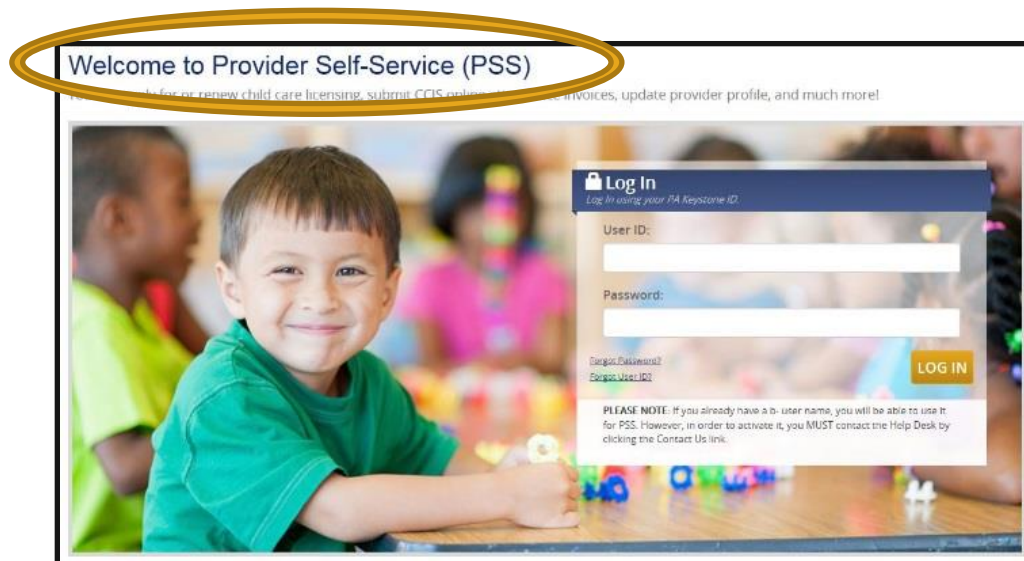 Welcome to Provider Self-Service (PSS)
for or renew child care licensing, submit CCIS online invoices, update provider profile, and much more!
Log In
Log In using your PA Keystone ID.
User ID:
Password:
Forgot Password?
Forgot User ID?
LOG IN
PLEASE NOTE: If you already have a b- user name, you will be able to use it
for PSS. However, in order to activate it, you MUST contact the Help Desk by
clicking the Contact Us link.